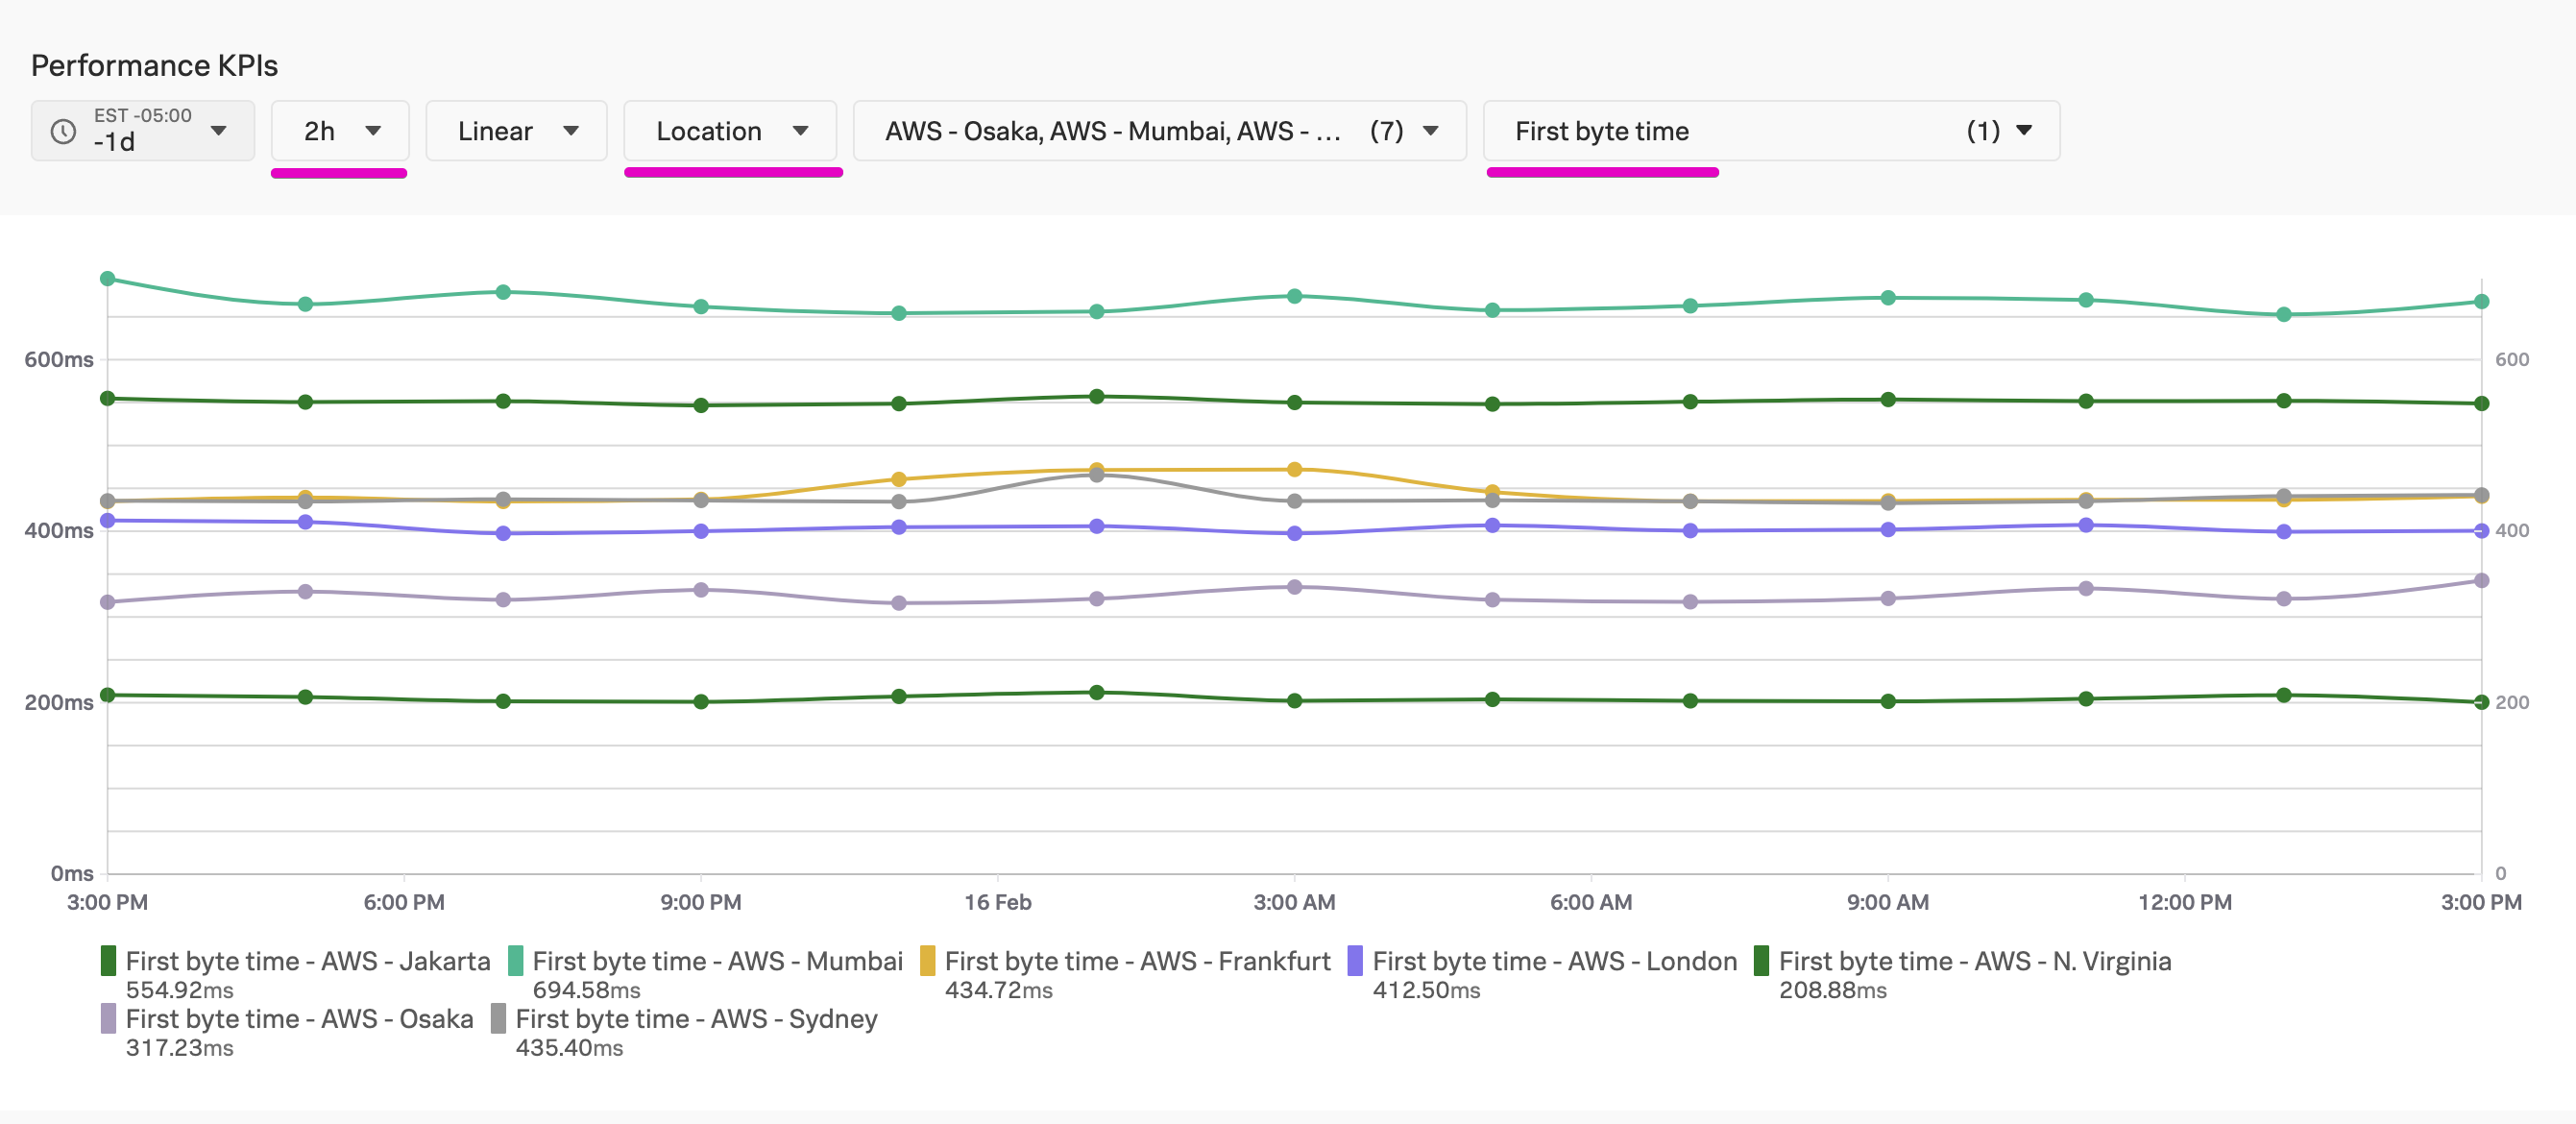 Performance KPIs
EST -05:00
-1d
2h
Linear
Location
AWS - Osaka, AWS - Mumbai, AWS - ... (7)
First byte time (1)
600ms
400ms
200ms
0ms
600
400
200
0
3:00 PM 6:00 PM 9:00 PM 16 Feb 3:00 AM 6:00 AM 9:00 AM 12:00 PM 3:00 PM
First byte time - AWS - Jakarta
554.92ms
First byte time - AWS - Mumbai
694.58ms
First byte time - AWS - Frankfurt
434.72ms
First byte time - AWS - London
412.50ms
First byte time - AWS - N. Virginia
208.88ms
First byte time - AWS - Osaka
317.23ms
First byte time - AWS - Sydney
435.40ms